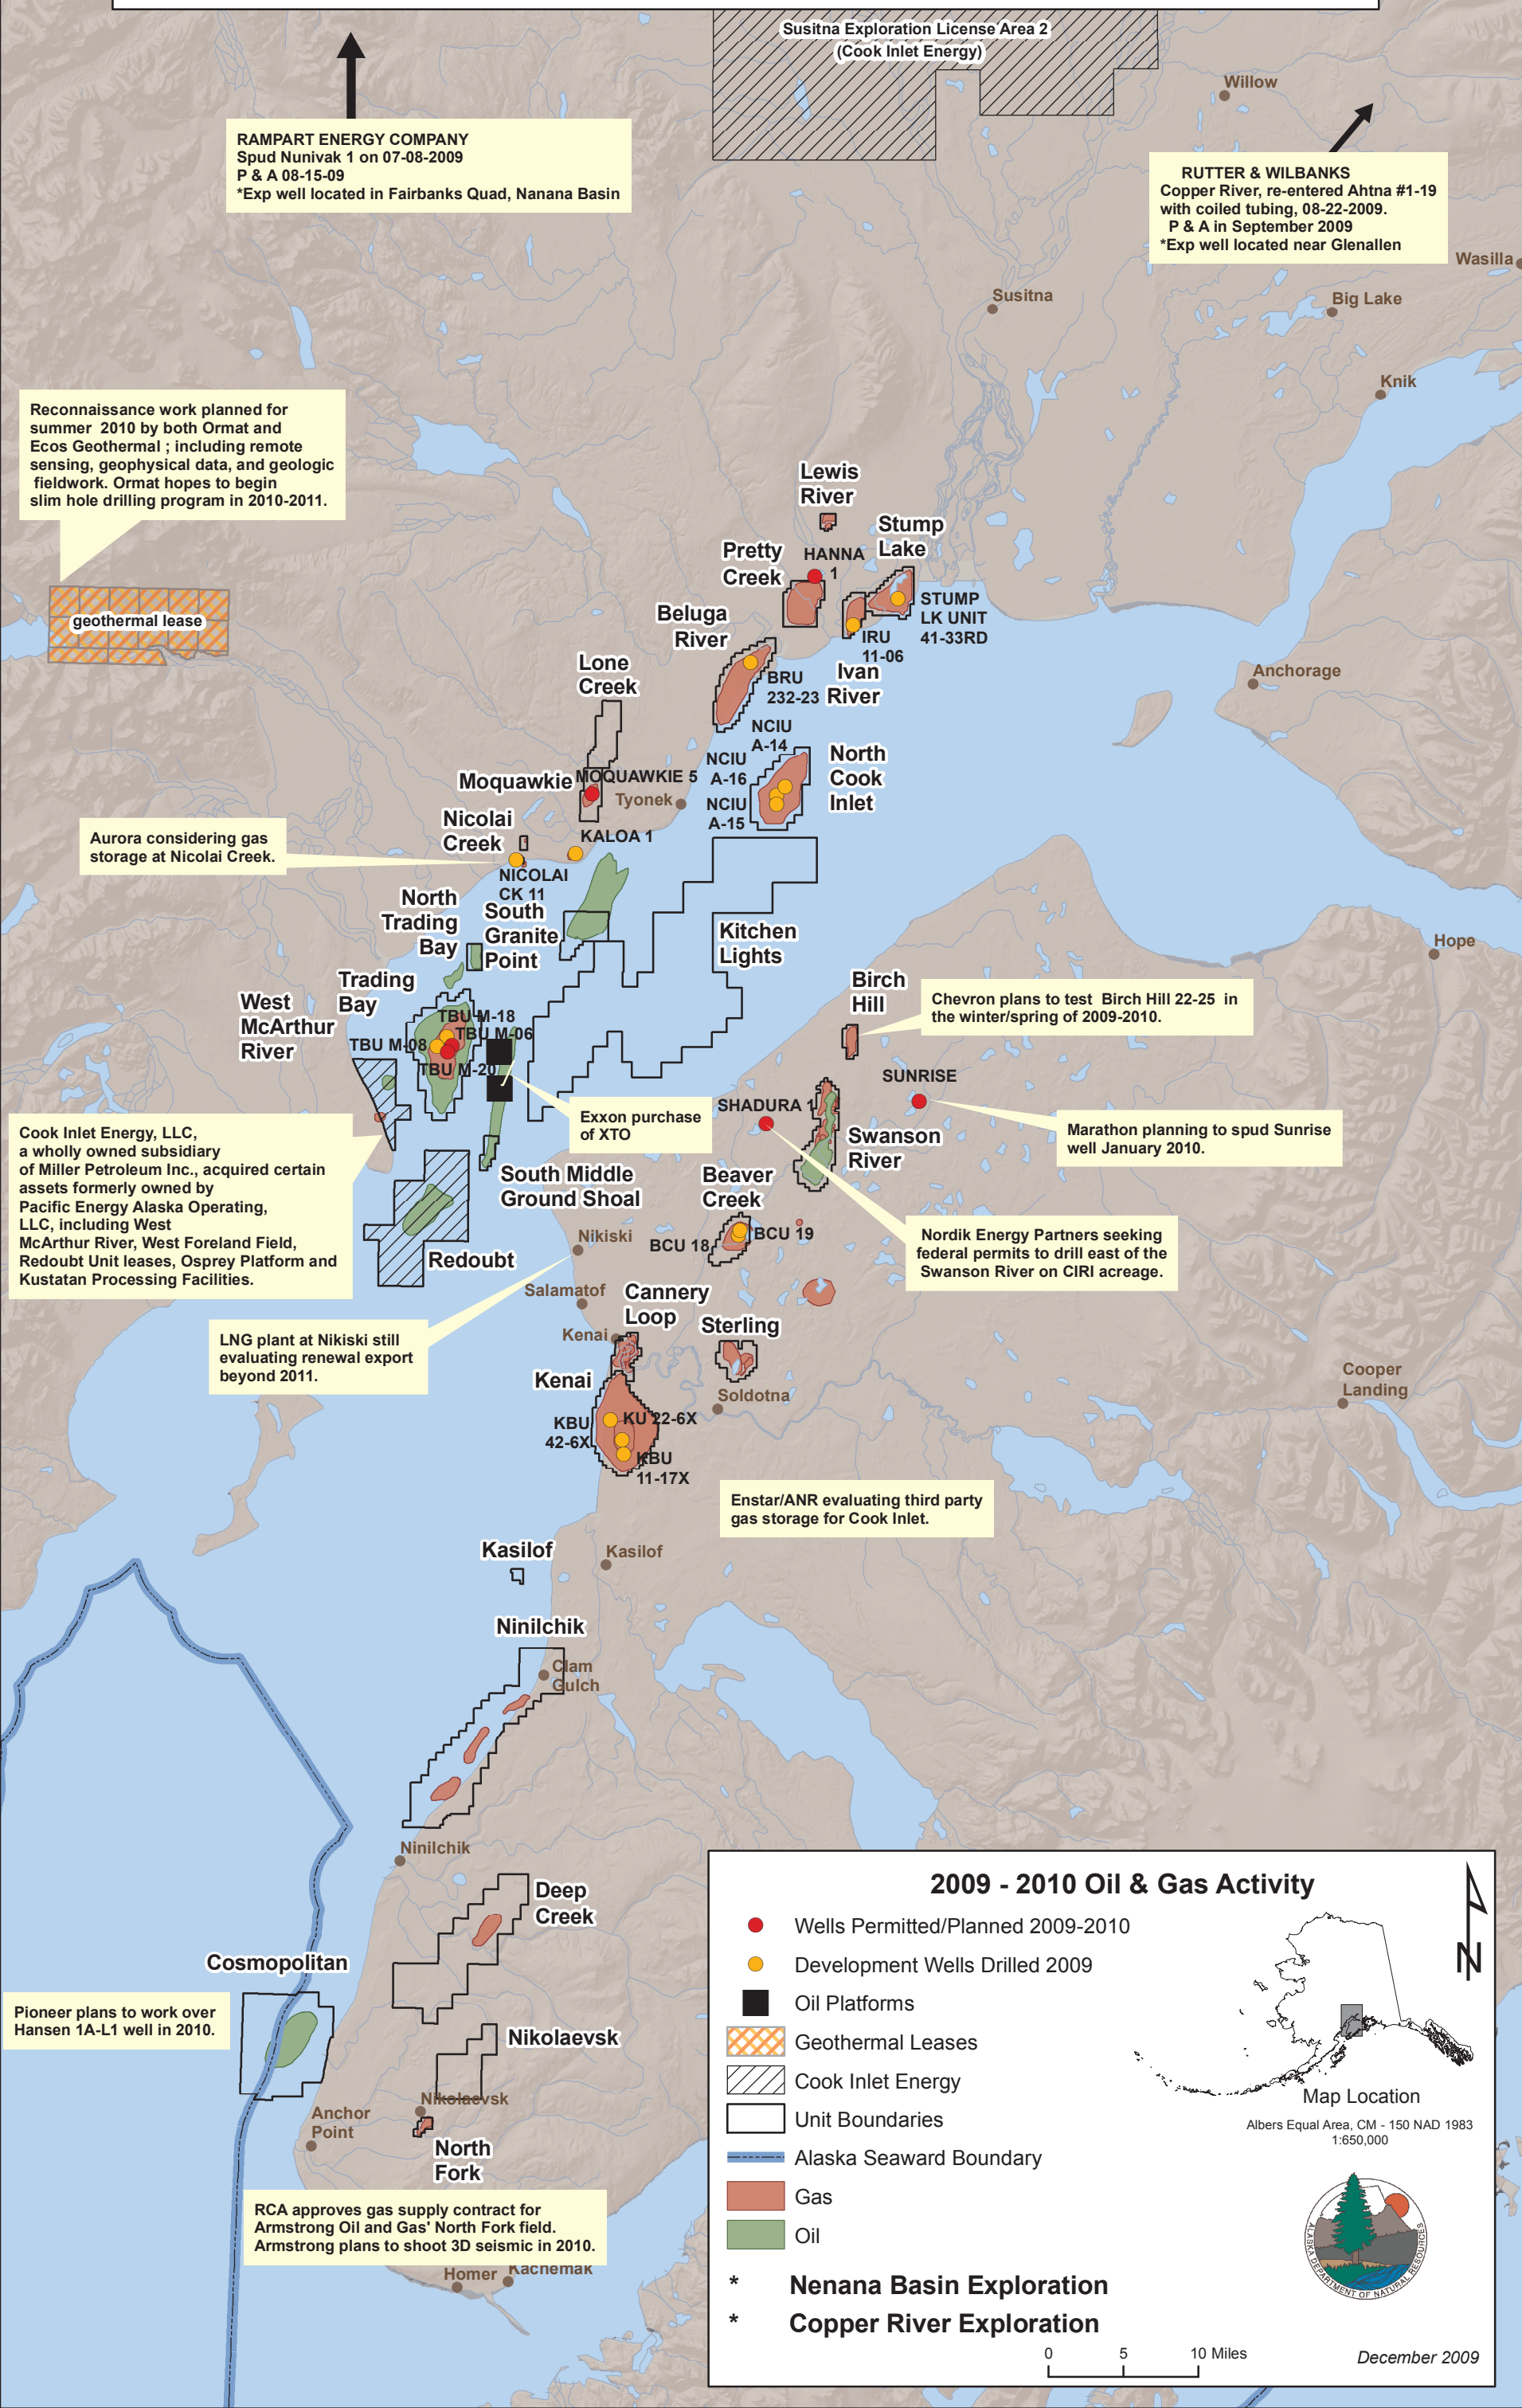 Susitna Exploration License Area 2
(Cook Inlet Energy)
Willow
RAMPART ENERGY COMPANY
Spud Nunivak 1 on 07-08-2009
P & A 08-15-09
*Exp well located in Fairbanks Quad, Nanana Basin
RUTTER & WILBANKS
Copper River, re-entered Ahtna #1-19
with coiled tubing, 08-22-2009.
P & A in September 2009
*Exp well located near Glenallen
Wasilla
Susitna
Big Lake
Knik
Reconnaissance work planned for
summer 2010 by both Ormat and
Ecos Geothermal ; including remote
sensing, geophysical data, and geologic
fieldwork. Ormat hopes to begin
slim hole drilling program in 2010-2011.
geothermal lease
Lewis
River
Stump
Lake
Pretty
Creek
HANNA
1
STUMP
LK UNIT
41-33RD
Beluga
River
IRU
11-06
Ivan
River
Lone
Creek
BRU
232-23
Anchorage
NCIU
A-14
NCIU
A-16
NCIU
A-15
North
Cook
Inlet
Moquawkie
MOQUAWKIE 5
Tyonek
Nicolai
Creek
KALOA 1
Aurora considering gas
storage at Nicolai Creek.
NICOLAI
CK 11
North
Trading
Bay
South
Granite
Point
Kitchen
Lights
Hope
Trading
Bay
West
McArthur
River
Birch
Hill
Chevron plans to test Birch Hill 22-25 in
the winter/spring of 2009-2010.
TBU M-18
TBU M-06
TBU M-08
TBU M-20
SUNRISE
SHADURA 1
Exxon purchase
of XTO
Marathon planning to spud Sunrise
well January 2010.
Swanson
River
Cook Inlet Energy, LLC,
a wholly owned subsidiary
of Miller Petroleum Inc., acquired certain
assets formerly owned by
Pacific Energy Alaska Operating,
LLC, including West
McArthur River, West Foreland Field,
Redoubt Unit leases, Osprey Platform and
Kustatan Processing Facilities.
South Middle
Ground Shoal
Beaver
Creek
Nikiski
BCU 18
BCU 19
Nordik Energy Partners seeking
federal permits to drill east of the
Swanson River on CIRI acreage.
Redoubt
Salamatof
Cannery
Loop
LNG plant at Nikiski still
evaluating renewal export
beyond 2011.
Kenai
Sterling
Kenai
Soldotna
Cooper
Landing
KBU
42-6X
KU 22-6X
KBU
11-17X
Enstar/ANR evaluating third party
gas storage for Cook Inlet.
Kasilof
Kasilof
Ninilchik
Clam
Gulch
Ninilchik
Deep
Creek
Cosmopolitan
Pioneer plans to work over
Hansen 1A-L1 well in 2010.
Nikolaevsk
Nikolaevsk
Anchor
Point
North
Fork
RCA approves gas supply contract for
Armstrong Oil and Gas' North Fork field.
Armstrong plans to shoot 3D seismic in 2010.
Homer
Kachemak
2009 - 2010 Oil & Gas Activity
Wells Permitted/Planned 2009-2010
Development Wells Drilled 2009
Oil Platforms
Geothermal Leases
Cook Inlet Energy
Unit Boundaries
Alaska Seaward Boundary
Gas
Oil
* Nenana Basin Exploration
* Copper River Exploration
N
Map Location
Albers Equal Area, CM - 150 NAD 1983
1:650,000
ALASKA DEPARTMENT OF NATURAL RESOURCES
0 5 10 Miles
December 2009